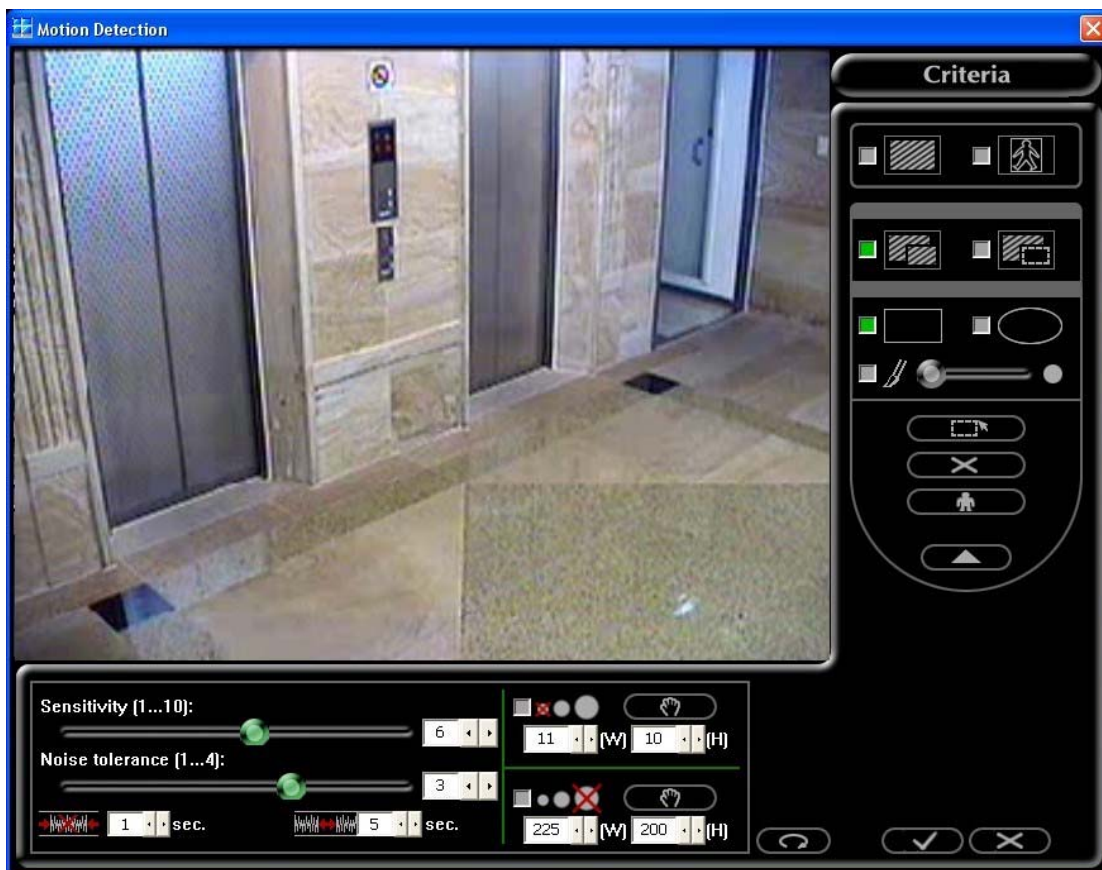 Motion Detection
Criteria
Sensitivity (1...10):
6
Noise tolerance (1...4):
3
1 sec.
5 sec.
11 (W) 10 (H)
225 (W) 200 (H)